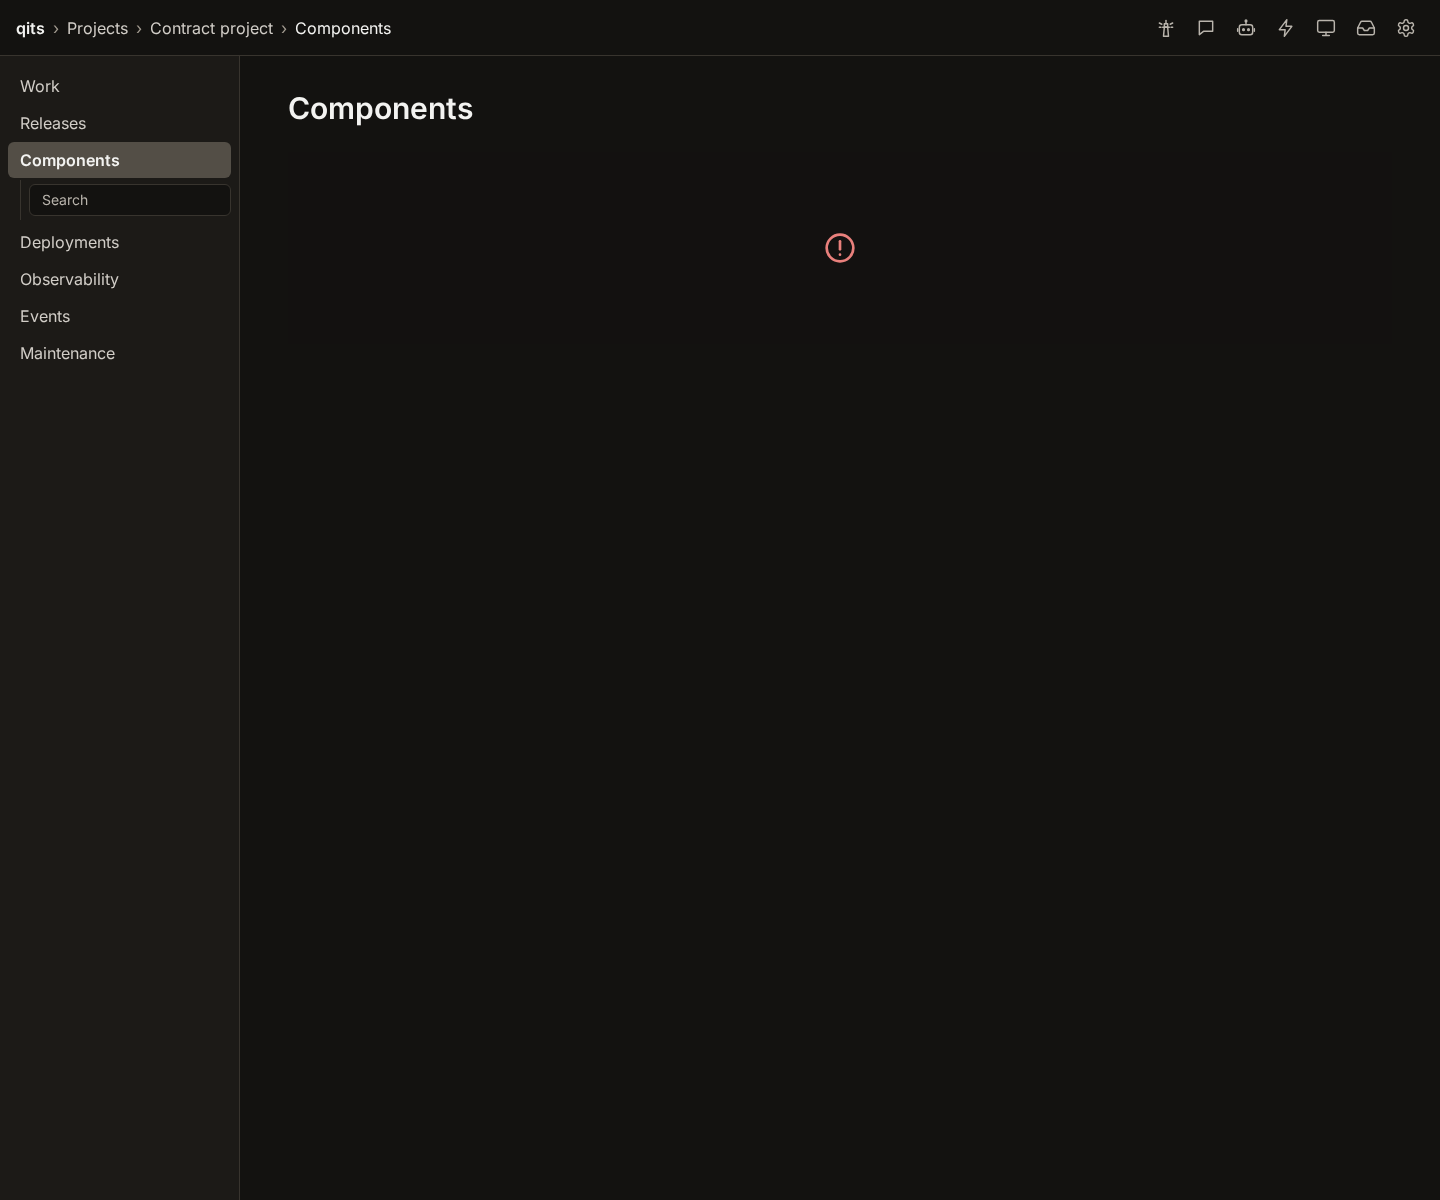 qits › Projects › Contract project › Components
Work
Releases
Components
Search
Deployments
Observability
Events
Maintenance
Components